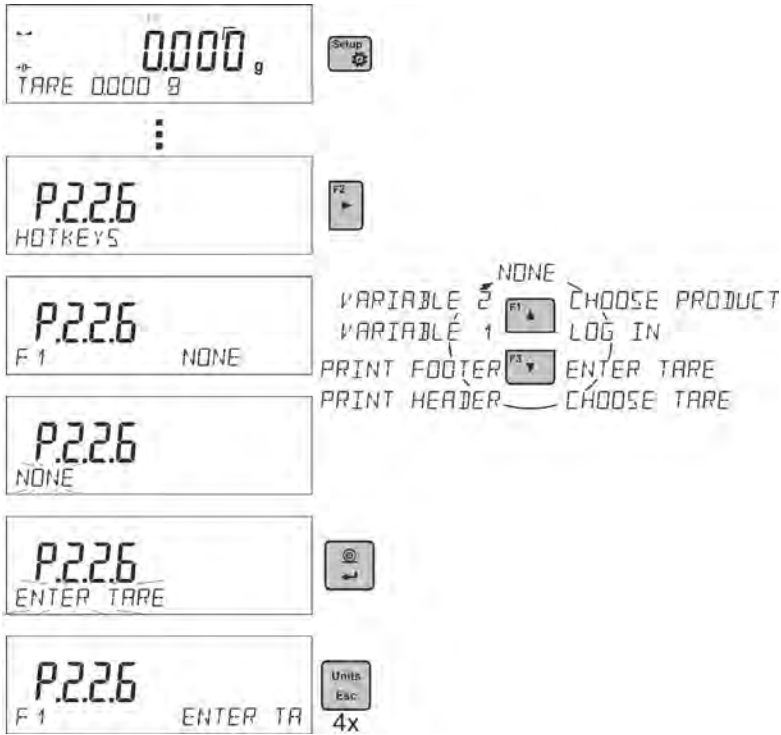 0.000 g
Setup
TARE 0.000 g
P.2.2.6
F2
HOTKEYS
P.2.2.6
F 1 NONE
NONE
VARIABLE 2 F1 CHOOSE PRODUCT
VARIABLE 1 LOG IN
PRINT FOOTER F3 ENTER TARE
PRINT HEADER CHOOSE TARE
P.2.2.6
NONE
P.2.2.6
ENTER TARE
P.2.2.6
F 1 ENTER TA
Units
Esc
4x